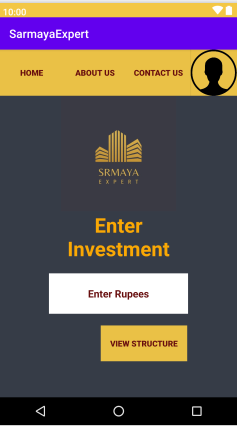 10:00
SarmayaExpert
HOME ABOUT US CONTACT US
SRMAYA
EXPERT
Enter
Investment
Enter Rupees
VIEW STRUCTURE